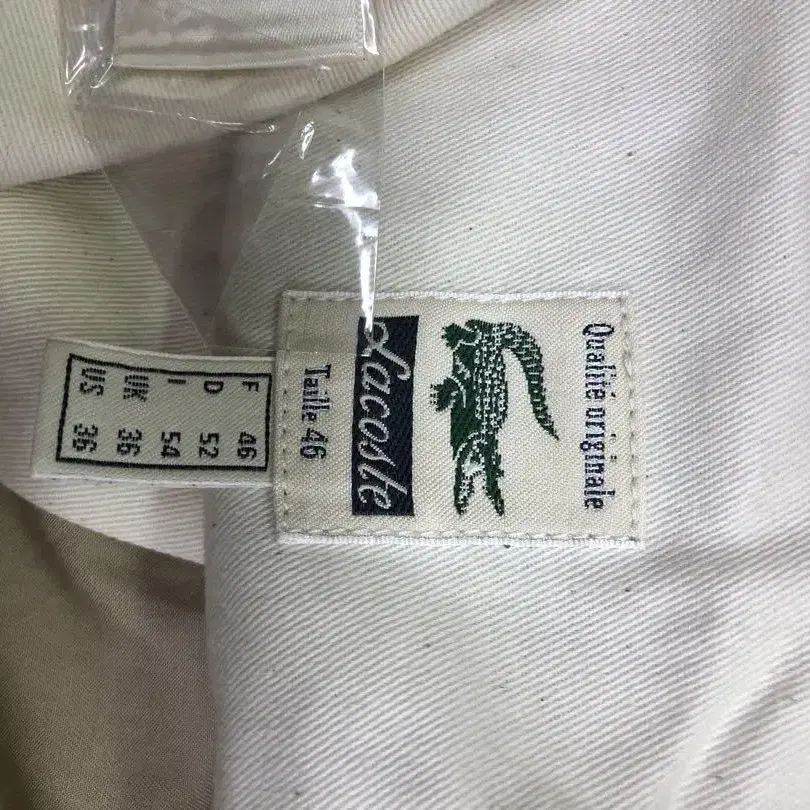 Qualité originale
Lacoste
Taille 46
F 46
D 52
I 54
UK 36
US 36